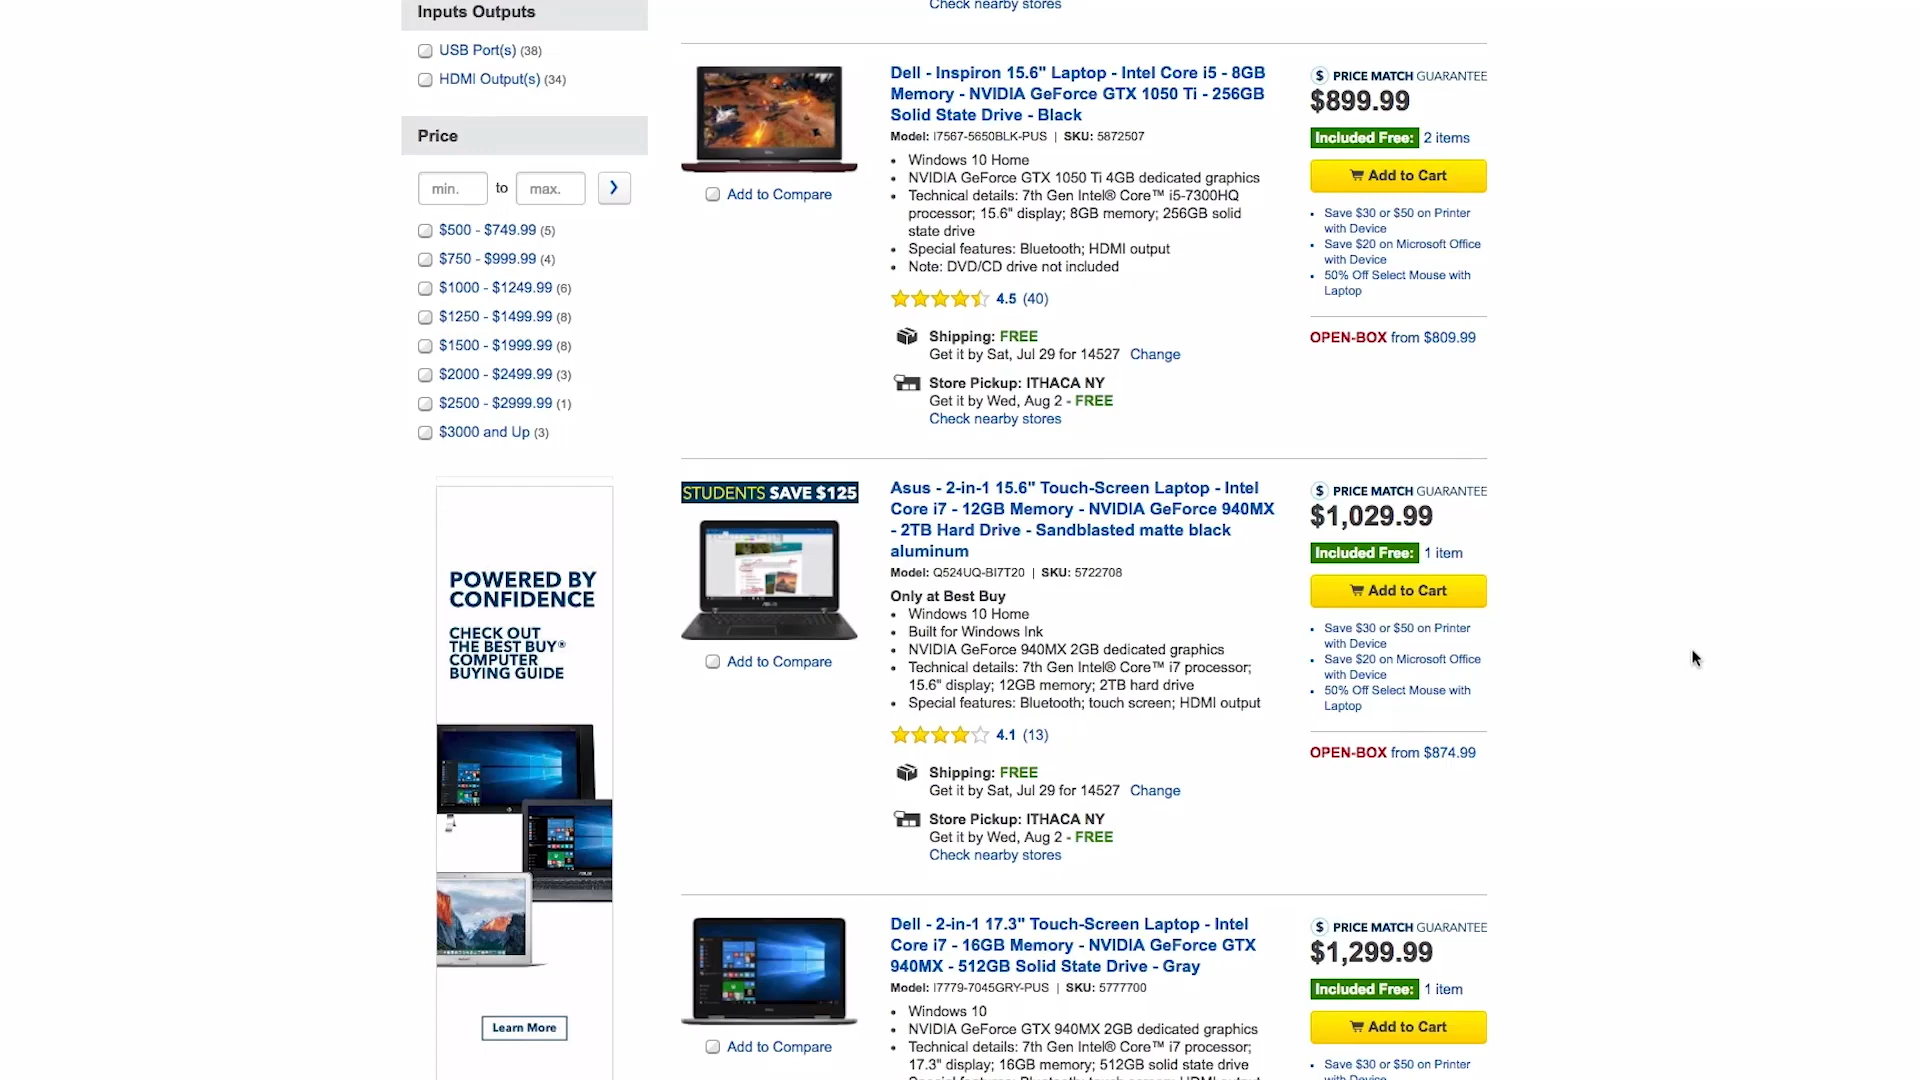 Inputs Outputs
USB Port(s) (38)
HDMI Output(s) (34)
Price
min. to max.
$500 - $749.99 (5)
$750 - $999.99 (4)
$1000 - $1249.99 (6)
$1250 - $1499.99 (8)
$1500 - $1999.99 (8)
$2000 - $2499.99 (3)
$2500 - $2999.99 (1)
$3000 and Up (3)
POWERED BY
CONFIDENCE
CHECK OUT
THE BEST BUY®
COMPUTER
BUYING GUIDE
Learn More
Check nearby stores
Add to Compare
Dell - Inspiron 15.6" Laptop - Intel Core i5 - 8GB
Memory - NVIDIA GeForce GTX 1050 Ti - 256GB
Solid State Drive - Black
Model: I7567-5650BLK-PUS | SKU: 5872507
Windows 10 Home
NVIDIA GeForce GTX 1050 Ti 4GB dedicated graphics
Technical details: 7th Gen Intel® Core™ i5-7300HQ
processor; 15.6" display; 8GB memory; 256GB solid
state drive
Special features: Bluetooth; HDMI output
Note: DVD/CD drive not included
4.5 (40)
Shipping: FREE
Get it by Sat, Jul 29 for 14527 Change
Store Pickup: ITHACA NY
Get it by Wed, Aug 2 - FREE
Check nearby stores
$ PRICE MATCH GUARANTEE
$899.99
Included Free: 2 items
Add to Cart
Save $30 or $50 on Printer
with Device
Save $20 on Microsoft Office
with Device
50% Off Select Mouse with
Laptop
OPEN-BOX from $809.99
STUDENTS SAVE $125
Add to Compare
Asus - 2-in-1 15.6" Touch-Screen Laptop - Intel
Core i7 - 12GB Memory - NVIDIA GeForce 940MX
- 2TB Hard Drive - Sandblasted matte black
aluminum
Model: Q524UQ-BI7T20 | SKU: 5722708
Only at Best Buy
Windows 10 Home
Built for Windows Ink
NVIDIA GeForce 940MX 2GB dedicated graphics
Technical details: 7th Gen Intel® Core™ i7 processor;
15.6" display; 12GB memory; 2TB hard drive
Special features: Bluetooth; touch screen; HDMI output
4.1 (13)
Shipping: FREE
Get it by Sat, Jul 29 for 14527 Change
Store Pickup: ITHACA NY
Get it by Wed, Aug 2 - FREE
Check nearby stores
$ PRICE MATCH GUARANTEE
$1,029.99
Included Free: 1 item
Add to Cart
Save $30 or $50 on Printer
with Device
Save $20 on Microsoft Office
with Device
50% Off Select Mouse with
Laptop
OPEN-BOX from $874.99
Add to Compare
Dell - 2-in-1 17.3" Touch-Screen Laptop - Intel
Core i7 - 16GB Memory - NVIDIA GeForce GTX
940MX - 512GB Solid State Drive - Gray
Model: I7779-7045GRY-PUS | SKU: 5777700
Windows 10
NVIDIA GeForce GTX 940MX 2GB dedicated graphics
Technical details: 7th Gen Intel® Core™ i7 processor;
17.3" display; 16GB memory; 512GB solid state drive
Special features: Bluetooth; touch screen; HDMI output
$ PRICE MATCH GUARANTEE
$1,299.99
Included Free: 1 item
Add to Cart
Save $30 or $50 on Printer
with Device